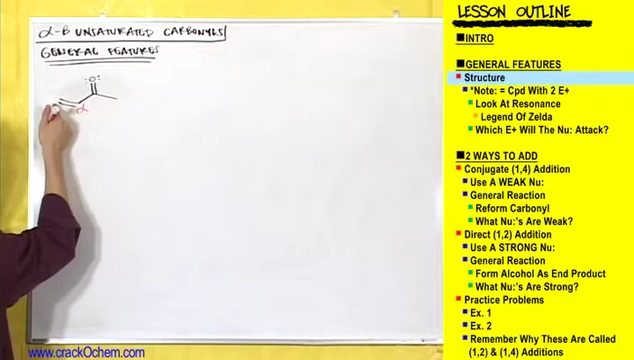 α-β UNSATURATED CARBONYLS
GENERAL FEATURES
:O:
α
www.crackOchem.com
LESSON OUTLINE
INTRO
GENERAL FEATURES
Structure
*Note: = Cpd With 2 E+
Look At Resonance
Legend Of Zelda
Which E+ Will The Nu: Attack?
2 WAYS TO ADD
Conjugate (1,4) Addition
Use A WEAK Nu:
General Reaction
Reform Carbonyl
What Nu:'s Are Weak?
Direct (1,2) Addition
Use A STRONG Nu:
General Reaction
Form Alcohol As End Product
What Nu:'s Are Strong?
Practice Problems
Ex. 1
Ex. 2
Remember Why These Are Called
(1,2) & (1,4) Additions